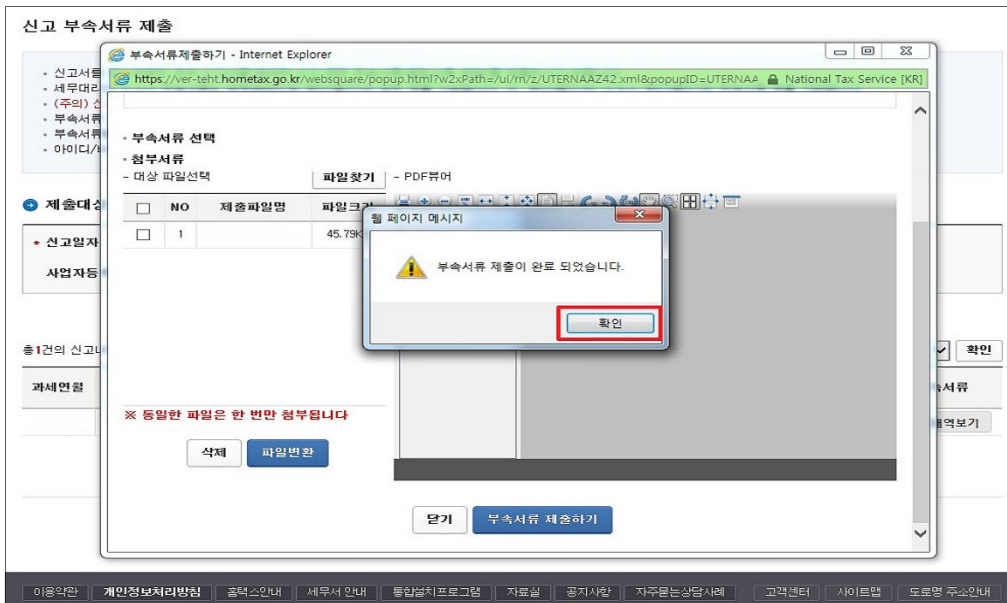 신고 부속서류 제출
부속서류제출하기 - Internet Explorer
https://ver-teht.hometax.go.kr/websquare/popup.html?w2xPath=/ui/rn/z/UTERNAAZ42.xml&popupID=UTERNAA National Tax Service [KR]
- 신고서를
- 세무대리
- (주의)
- 부속서류
- 부속서류
- 아이디/
· 부속서류 선택
· 첨부서류
- 대상 파일선택 파일찾기 - PDF뷰어
제출대상
NO 제출파일명 파일크기
웹 페이지 메시지
신고일자
1 45.79K
부속서류 제출이 완료 되었습니다.
사업자등
확인
총1건의 신고내
확인
과세연월
속서류
※ 동일한 파일은 한 번만 첨부됩니다
내역보기
삭제 파일변환
닫기 부속서류 제출하기
이용약관 개인정보처리방침 홈택스안내 세무서 안내 통합설치프로그램 자료실 공지사항 자주묻는상담사례 고객센터 사이트맵 도로명 주소안내